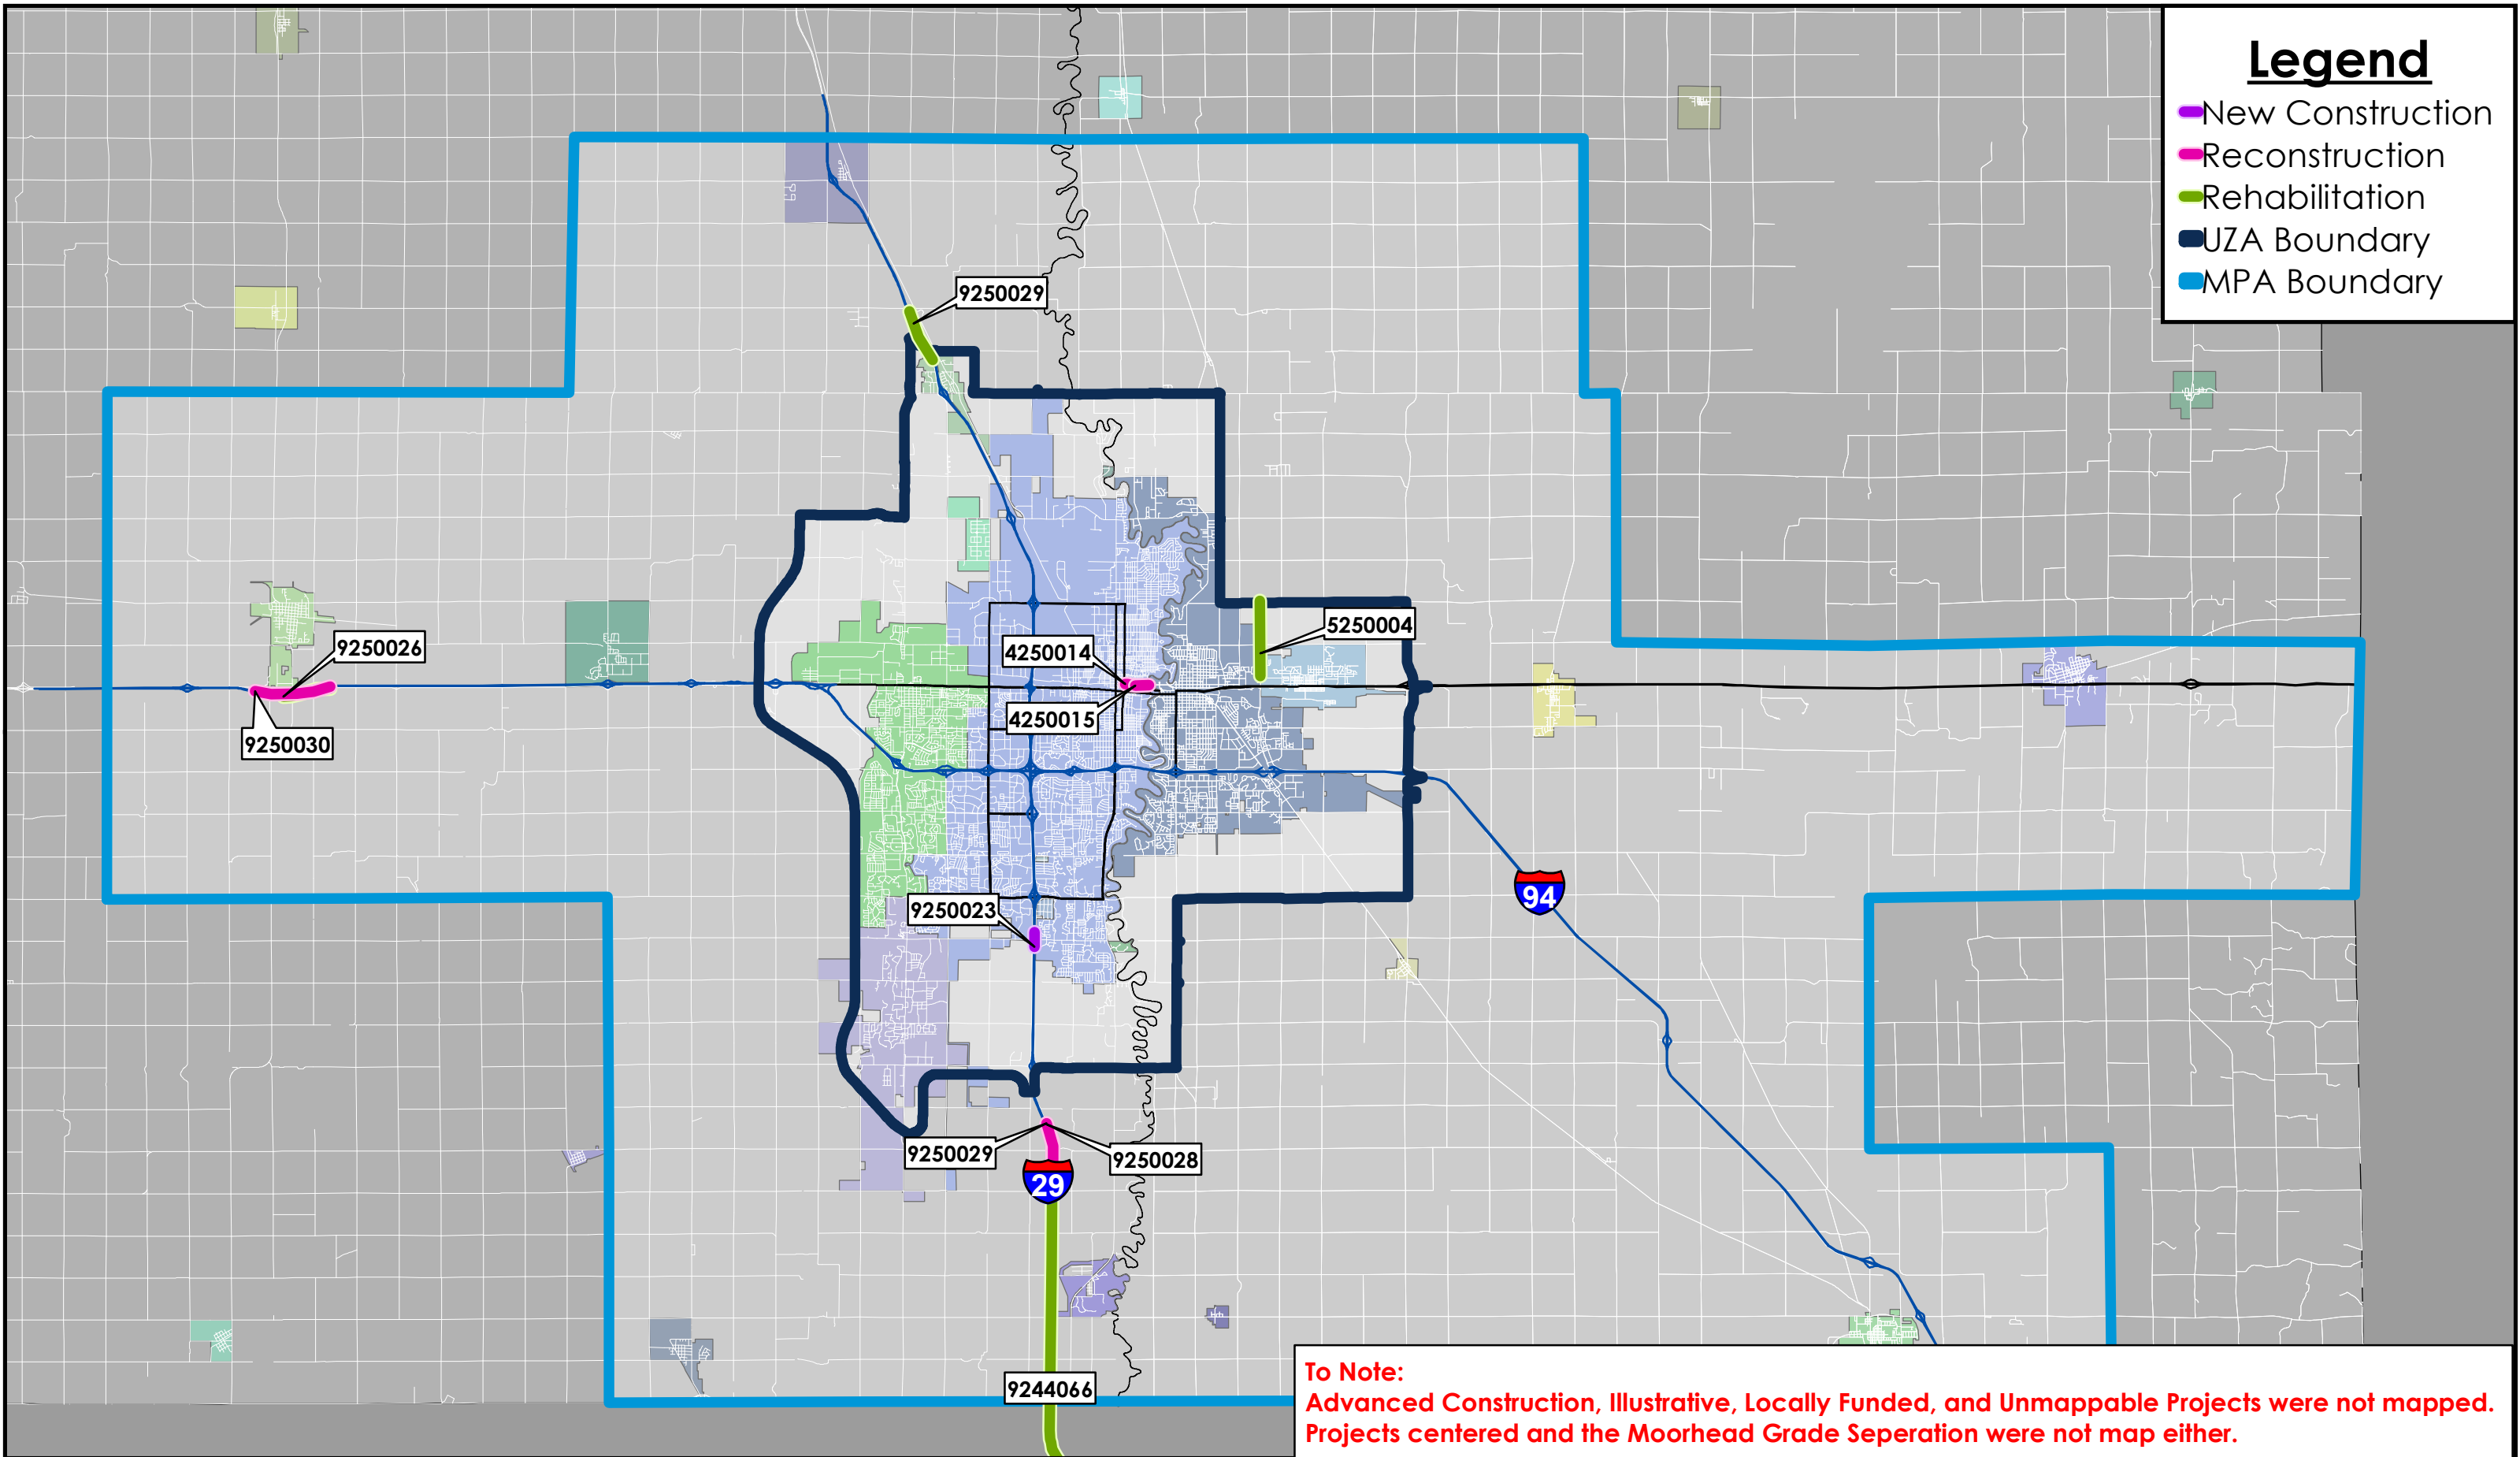 Legend
New Construction
Reconstruction
Rehabilitation
UZA Boundary
MPA Boundary
9250029
5250004
4250014
9250026
4250015
9250030
94
9250023
9250029
9250028
29
9244066
To Note:
Advanced Construction, Illustrative, Locally Funded, and Unmappable Projects were not mapped.
Projects centered and the Moorhead Grade Seperation were not map either.